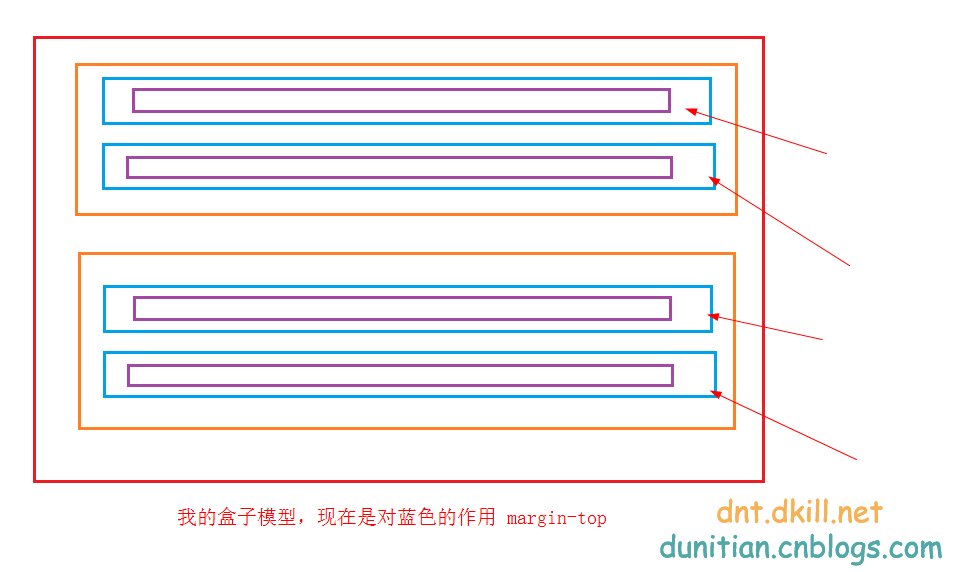 我的盒子模型，现在是对蓝色的作用 margin-top
dnt.dkill.net
dunitian.cnblogs.com